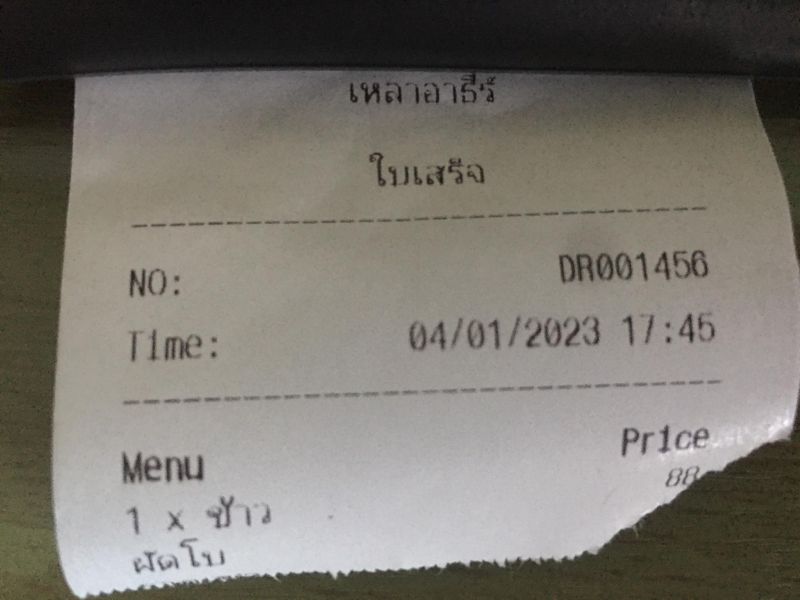 เหลาอาธีร์
ใบเสร็จ
NO: DR001456
Time: 04/01/2023 17:45
Menu Price
1 x ข้าว 88
ผัดโบ